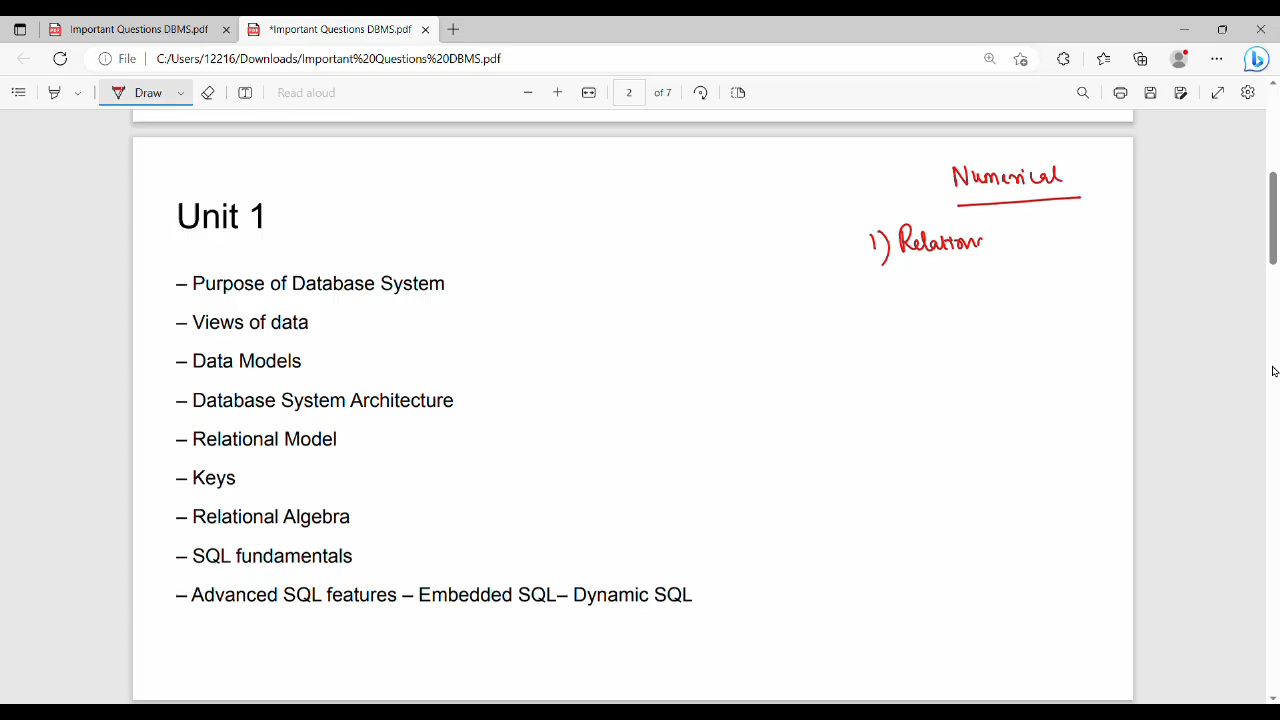 Important Questions DBMS.pdf
*Important Questions DBMS.pdf
File
C:/Users/12216/Downloads/Important%20Questions%20DBMS.pdf
Draw
Read aloud
2 of 7
Numerical
Unit 1
1) Relation
– Purpose of Database System
– Views of data
– Data Models
– Database System Architecture
– Relational Model
– Keys
– Relational Algebra
– SQL fundamentals
– Advanced SQL features – Embedded SQL– Dynamic SQL